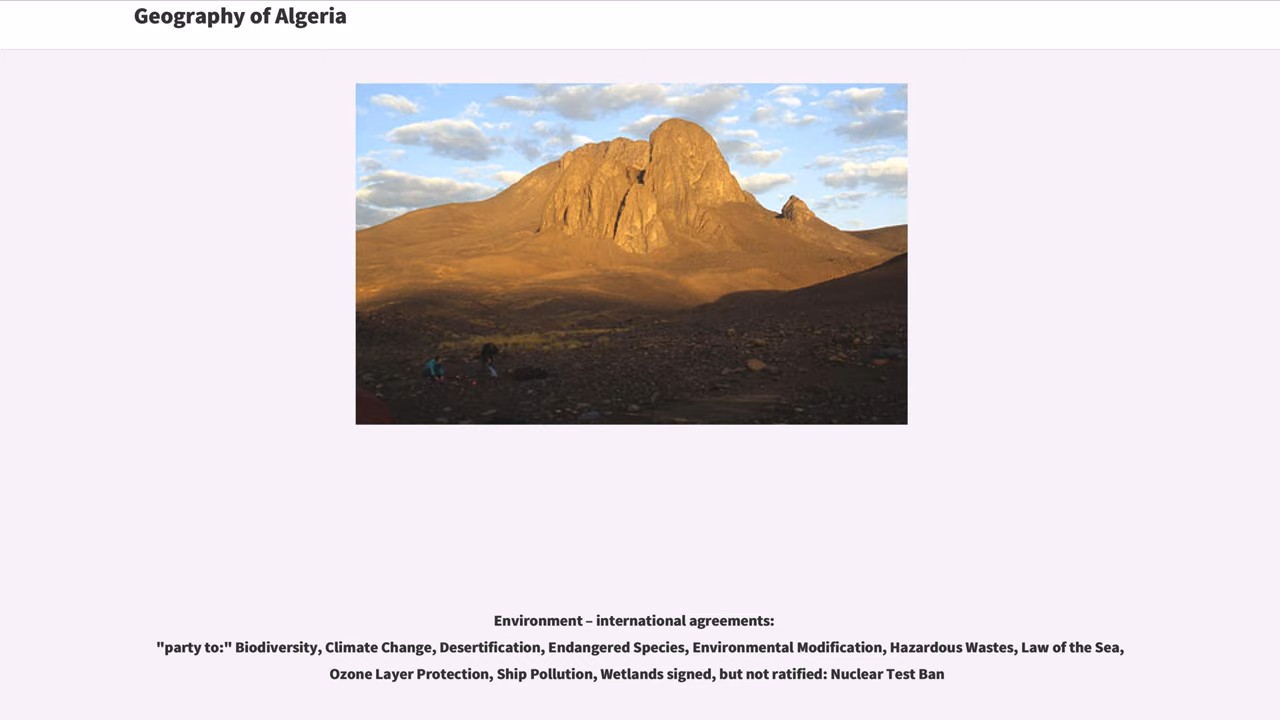 Geography of Algeria
Environment – international agreements:
"party to:" Biodiversity, Climate Change, Desertification, Endangered Species, Environmental Modification, Hazardous Wastes, Law of the Sea,
Ozone Layer Protection, Ship Pollution, Wetlands signed, but not ratified: Nuclear Test Ban